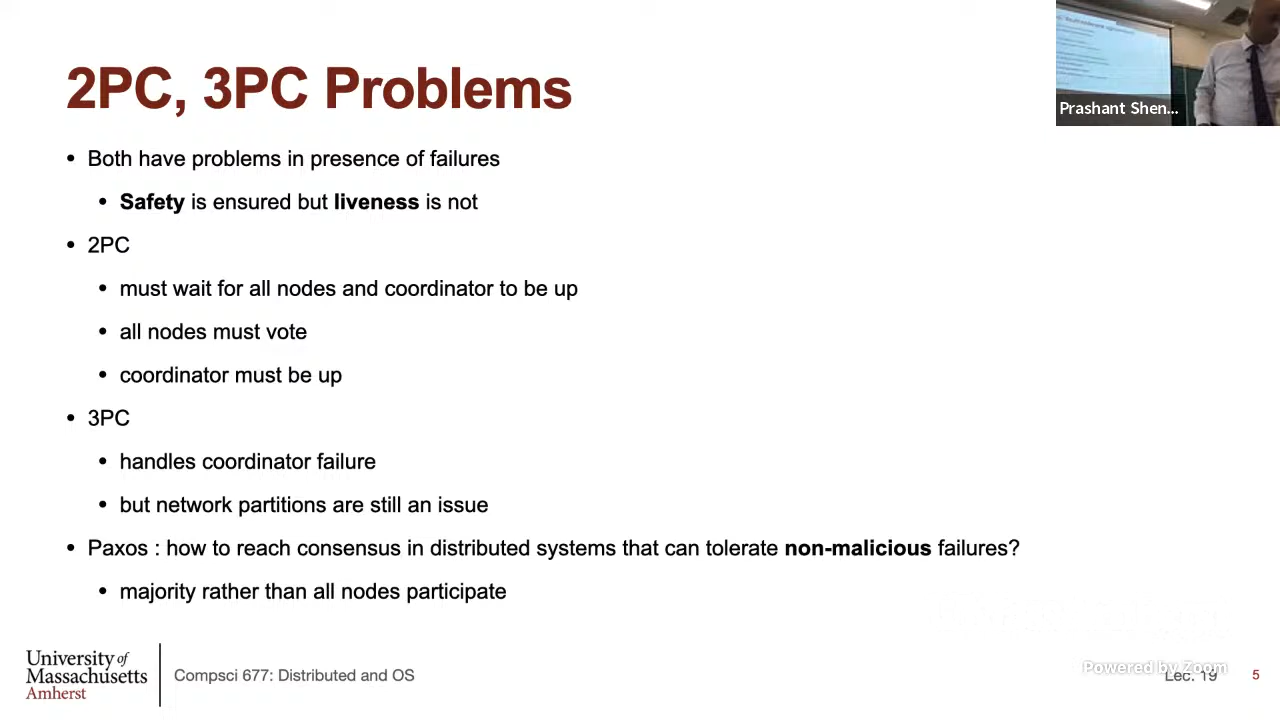 2PC, 3PC Problems
Prashant Shen...
• Both have problems in presence of failures
• Safety is ensured but liveness is not
• 2PC
• must wait for all nodes and coordinator to be up
• all nodes must vote
• coordinator must be up
• 3PC
• handles coordinator failure
• but network partitions are still an issue
• Paxos : how to reach consensus in distributed systems that can tolerate non-malicious failures?
• majority rather than all nodes participate
University of
Massachusetts
Amherst
Compsci 677: Distributed and OS
Powered by Zoom
Lec. 19
5